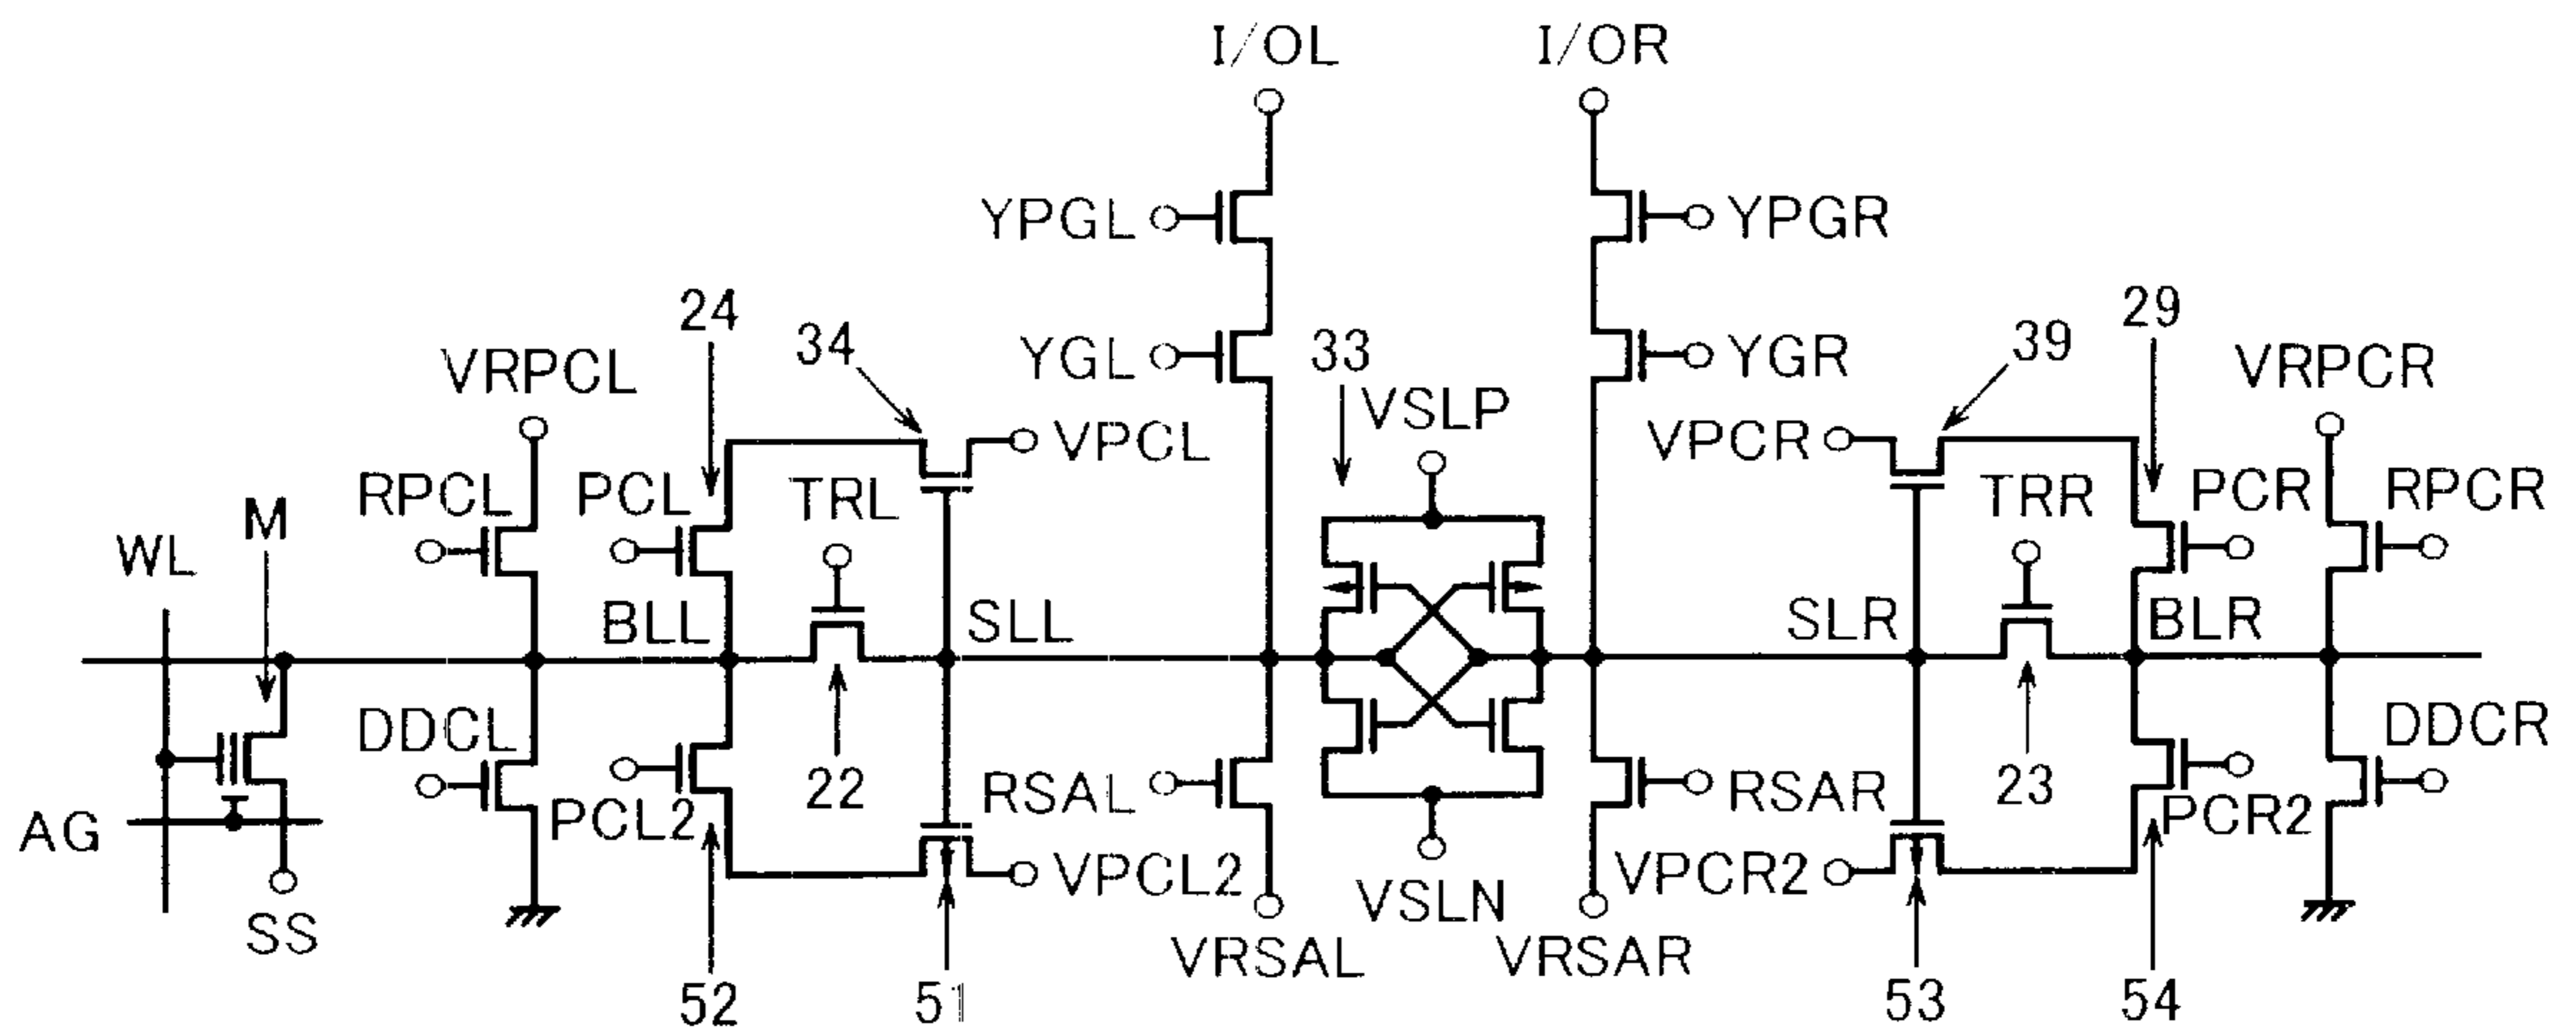 I/OL I/OR
YPGL YPGR
24 29
34 33 39
YGL YGR
VRPCL VRPCR
VSLP
VPCL VPCR
RPCL PCL TRL TRR PCR RPCR
M
WL
BLL SLL SLR BLR
DDCL DDCR
22 RSAL RSAR 23
PCL2 PCR2
AG
VPCL2 VPCR2
VSLN
SS
VRSAL VRSAR
52 51 53 54